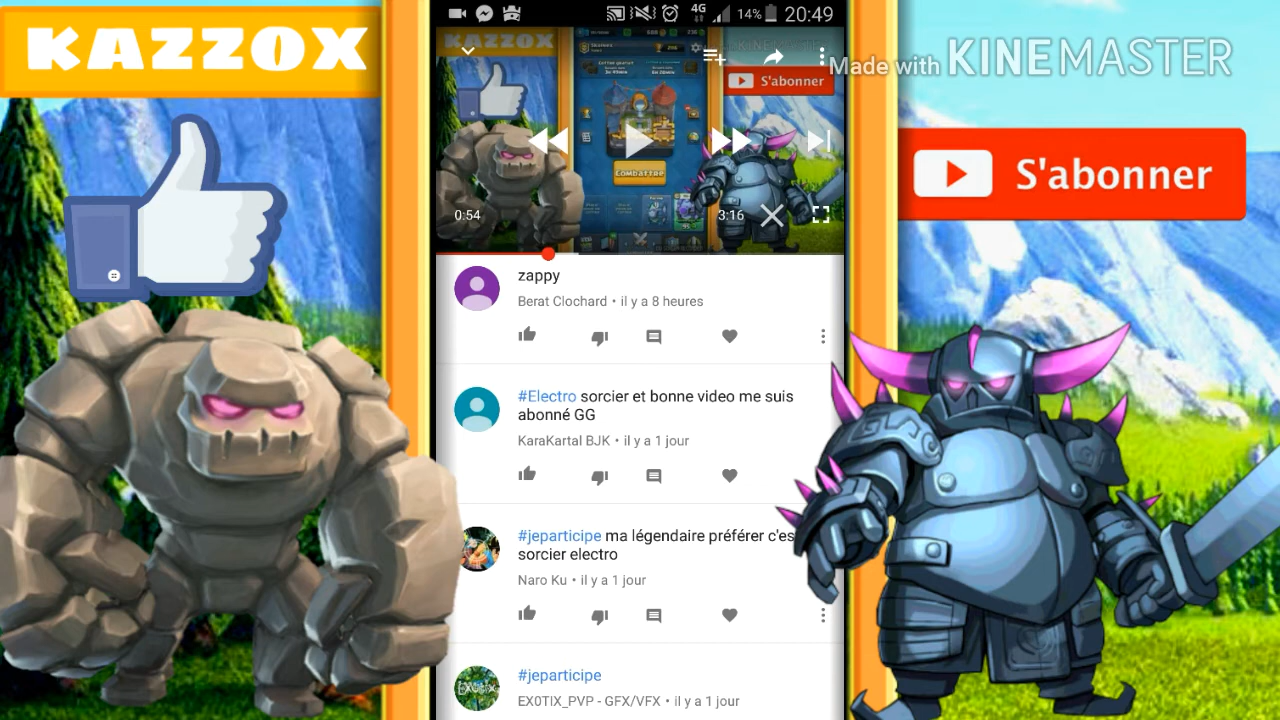 KAZZOX
4G 14% 20:49
Made with KINEMASTER
KAZZOX
S'abonner
S'abonner
Combattre
0:54
3:16
zappy
Berat Clochard • il y a 8 heures
#Electro sorcier et bonne video me suis
abonné GG
KaraKartal BJK • il y a 1 jour
#jeparticipe ma légendaire préférer c'es
sorcier electro
Naro Ku • il y a 1 jour
#jeparticipe
EX0TIX_PVP - GFX/VFX • il y a 1 jour